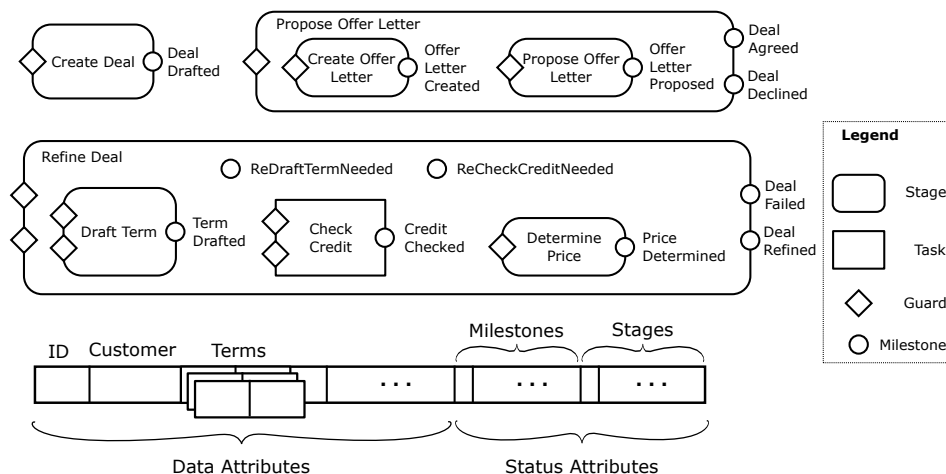 Create Deal
Deal
Drafted
Propose Offer Letter
Create Offer
Letter
Offer
Letter
Created
Propose Offer
Letter
Offer
Letter
Proposed
Deal
Agreed
Deal
Declined
Refine Deal
ReDraftTermNeeded
ReCheckCreditNeeded
Draft Term
Term
Drafted
Check
Credit
Credit
Checked
Determine
Price
Price
Determined
Deal
Failed
Deal
Refined
Legend
Stage
Task
Guard
Milestone
ID
Customer
Terms
Milestones
Stages
...
...
...
Data Attributes
Status Attributes